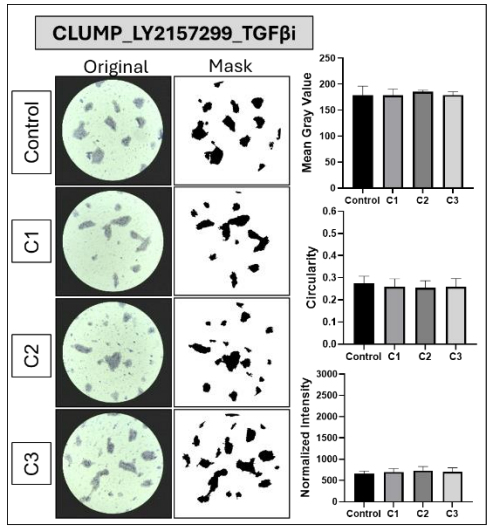 CLUMP_LY2157299_TGFβi
Original Mask
Control
C1
C2
C3
Mean Gray Value
250
200
150
100
50
0
Control C1 C2 C3
Circularity
0.6
0.5
0.4
0.3
0.2
0.1
0.0
Control C1 C2 C3
Normalized Intensity
3000
2500
2000
1500
1000
500
0
Control C1 C2 C3